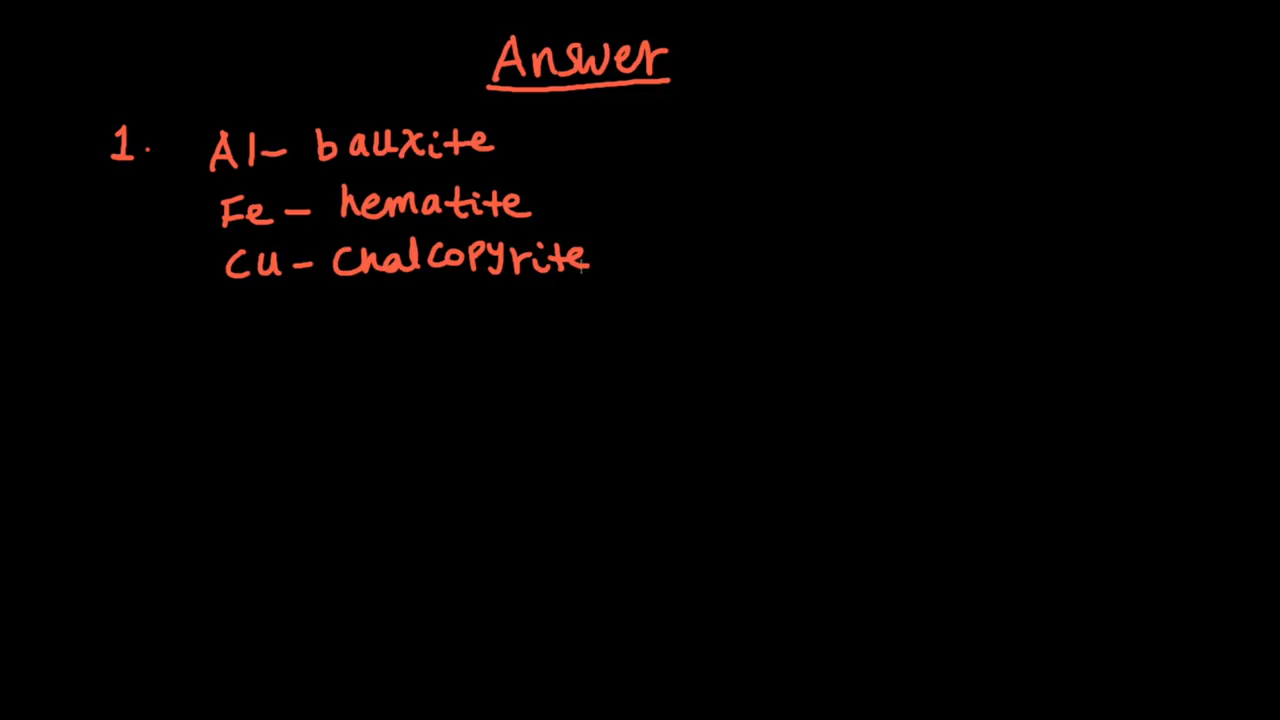 Answer
1. Al - bauxite
Fe - hematite
Cu - Chalcopyrite